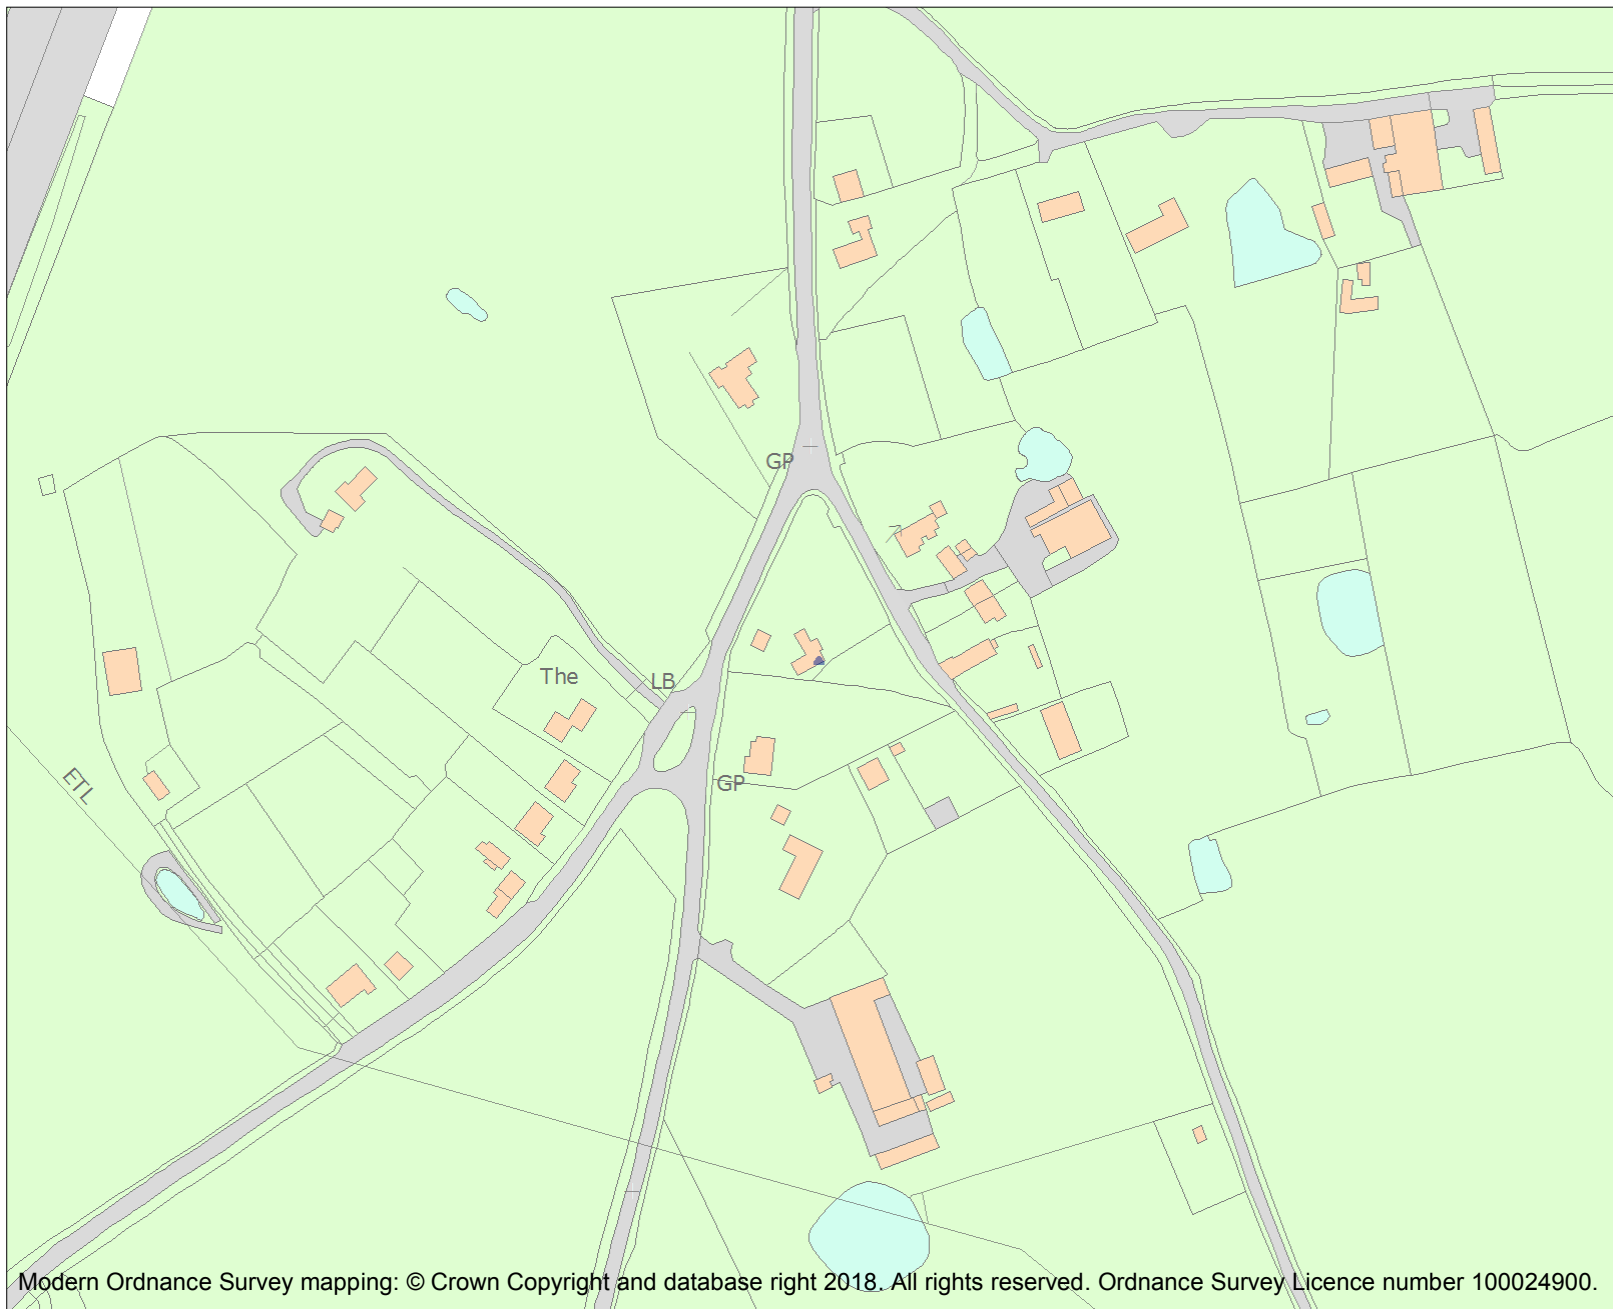 GP
The
LB
ETL
GP
Modern Ordnance Survey mapping: © Crown Copyright and database right 2018. All rights reserved. Ordnance Survey Licence number 100024900.